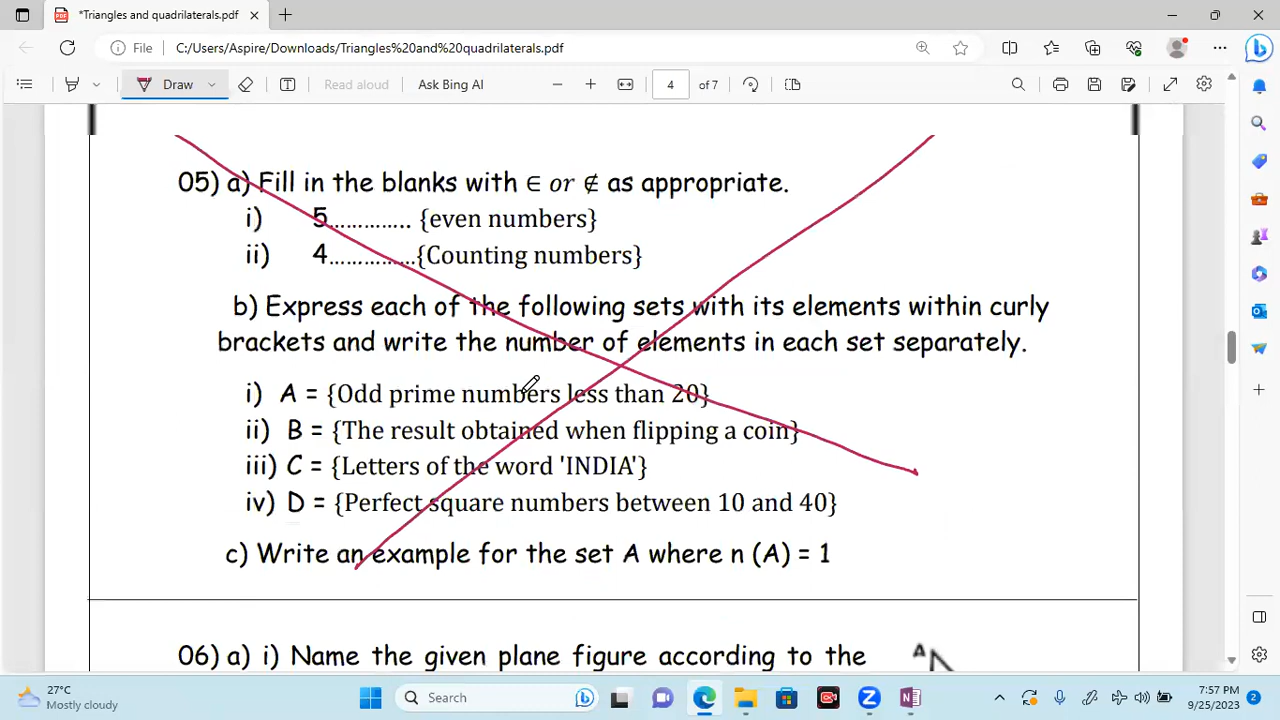 *Triangles and quadrilaterals.pdf
File C:/Users/Aspire/Downloads/Triangles%20and%20quadrilaterals.pdf
Draw Read aloud Ask Bing AI 4 of 7
05) a) Fill in the blanks with ∈ or ∉ as appropriate.
i) 5............. {even numbers}
ii) 4..............{Counting numbers}
b) Express each of the following sets with its elements within curly
brackets and write the number of elements in each set separately.
i) A = {Odd prime numbers less than 20}
ii) B = {The result obtained when flipping a coin}
iii) C = {Letters of the word 'INDIA'}
iv) D = {Perfect square numbers between 10 and 40}
c) Write an example for the set A where n (A) = 1
06) a) i) Name the given plane figure according to the
A
27°C
Mostly cloudy
Search
7:57 PM
9/25/2023
2